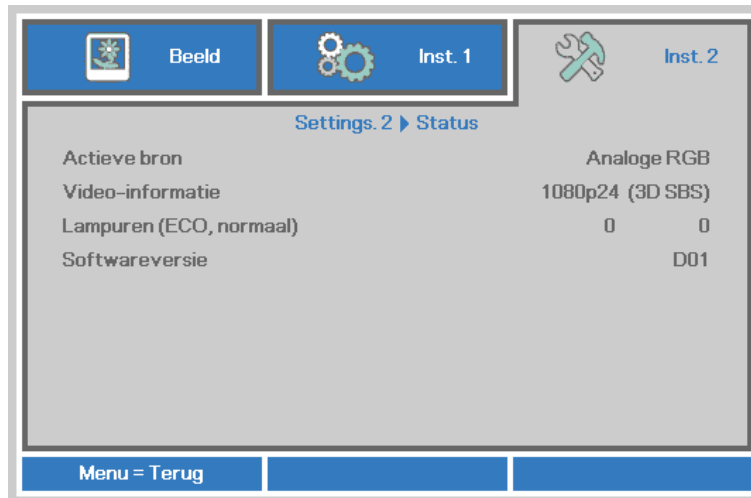 Beeld
Inst. 1
Inst. 2
Settings. 2 Status
Actieve bron Analoge RGB
Video-informatie 1080p24 (3D SBS)
Lampuren (ECO, normaal) 0 0
Softwareversie D01
Menu = Terug